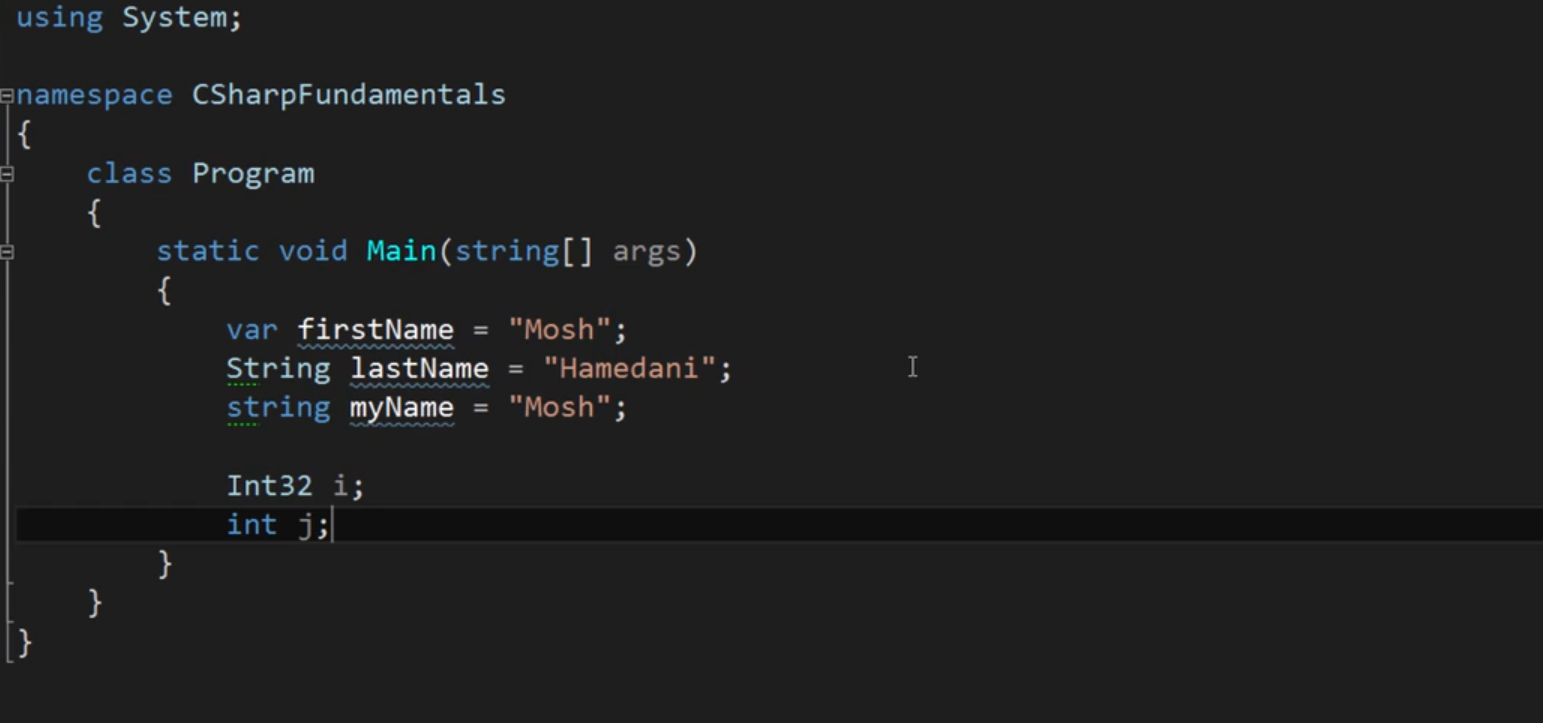 using System;
namespace CSharpFundamentals
{
    class Program
    {
        static void Main(string[] args)
        {
            var firstName = "Mosh";
            String lastName = "Hamedani";
            string myName = "Mosh";
            Int32 i;
            int j;
        }
    }
}